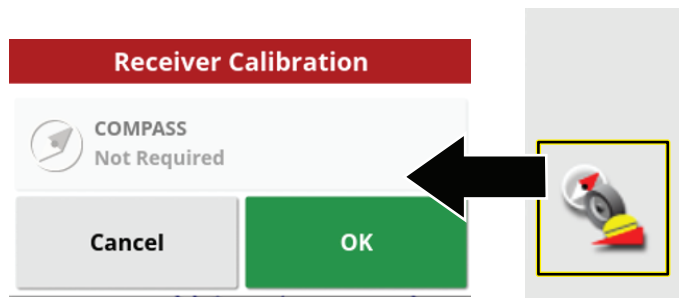 Receiver Calibration
COMPASS
Not Required
Cancel
OK